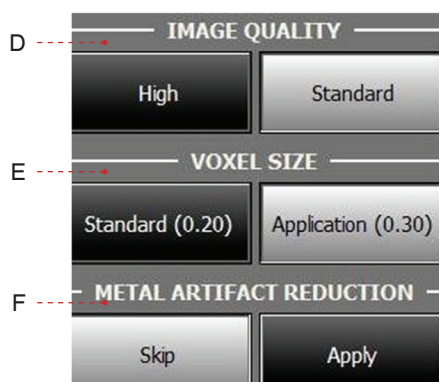 D
IMAGE QUALITY
High Standard
E
VOXEL SIZE
Standard (0.20) Application (0.30)
F
METAL ARTIFACT REDUCTION
Skip Apply